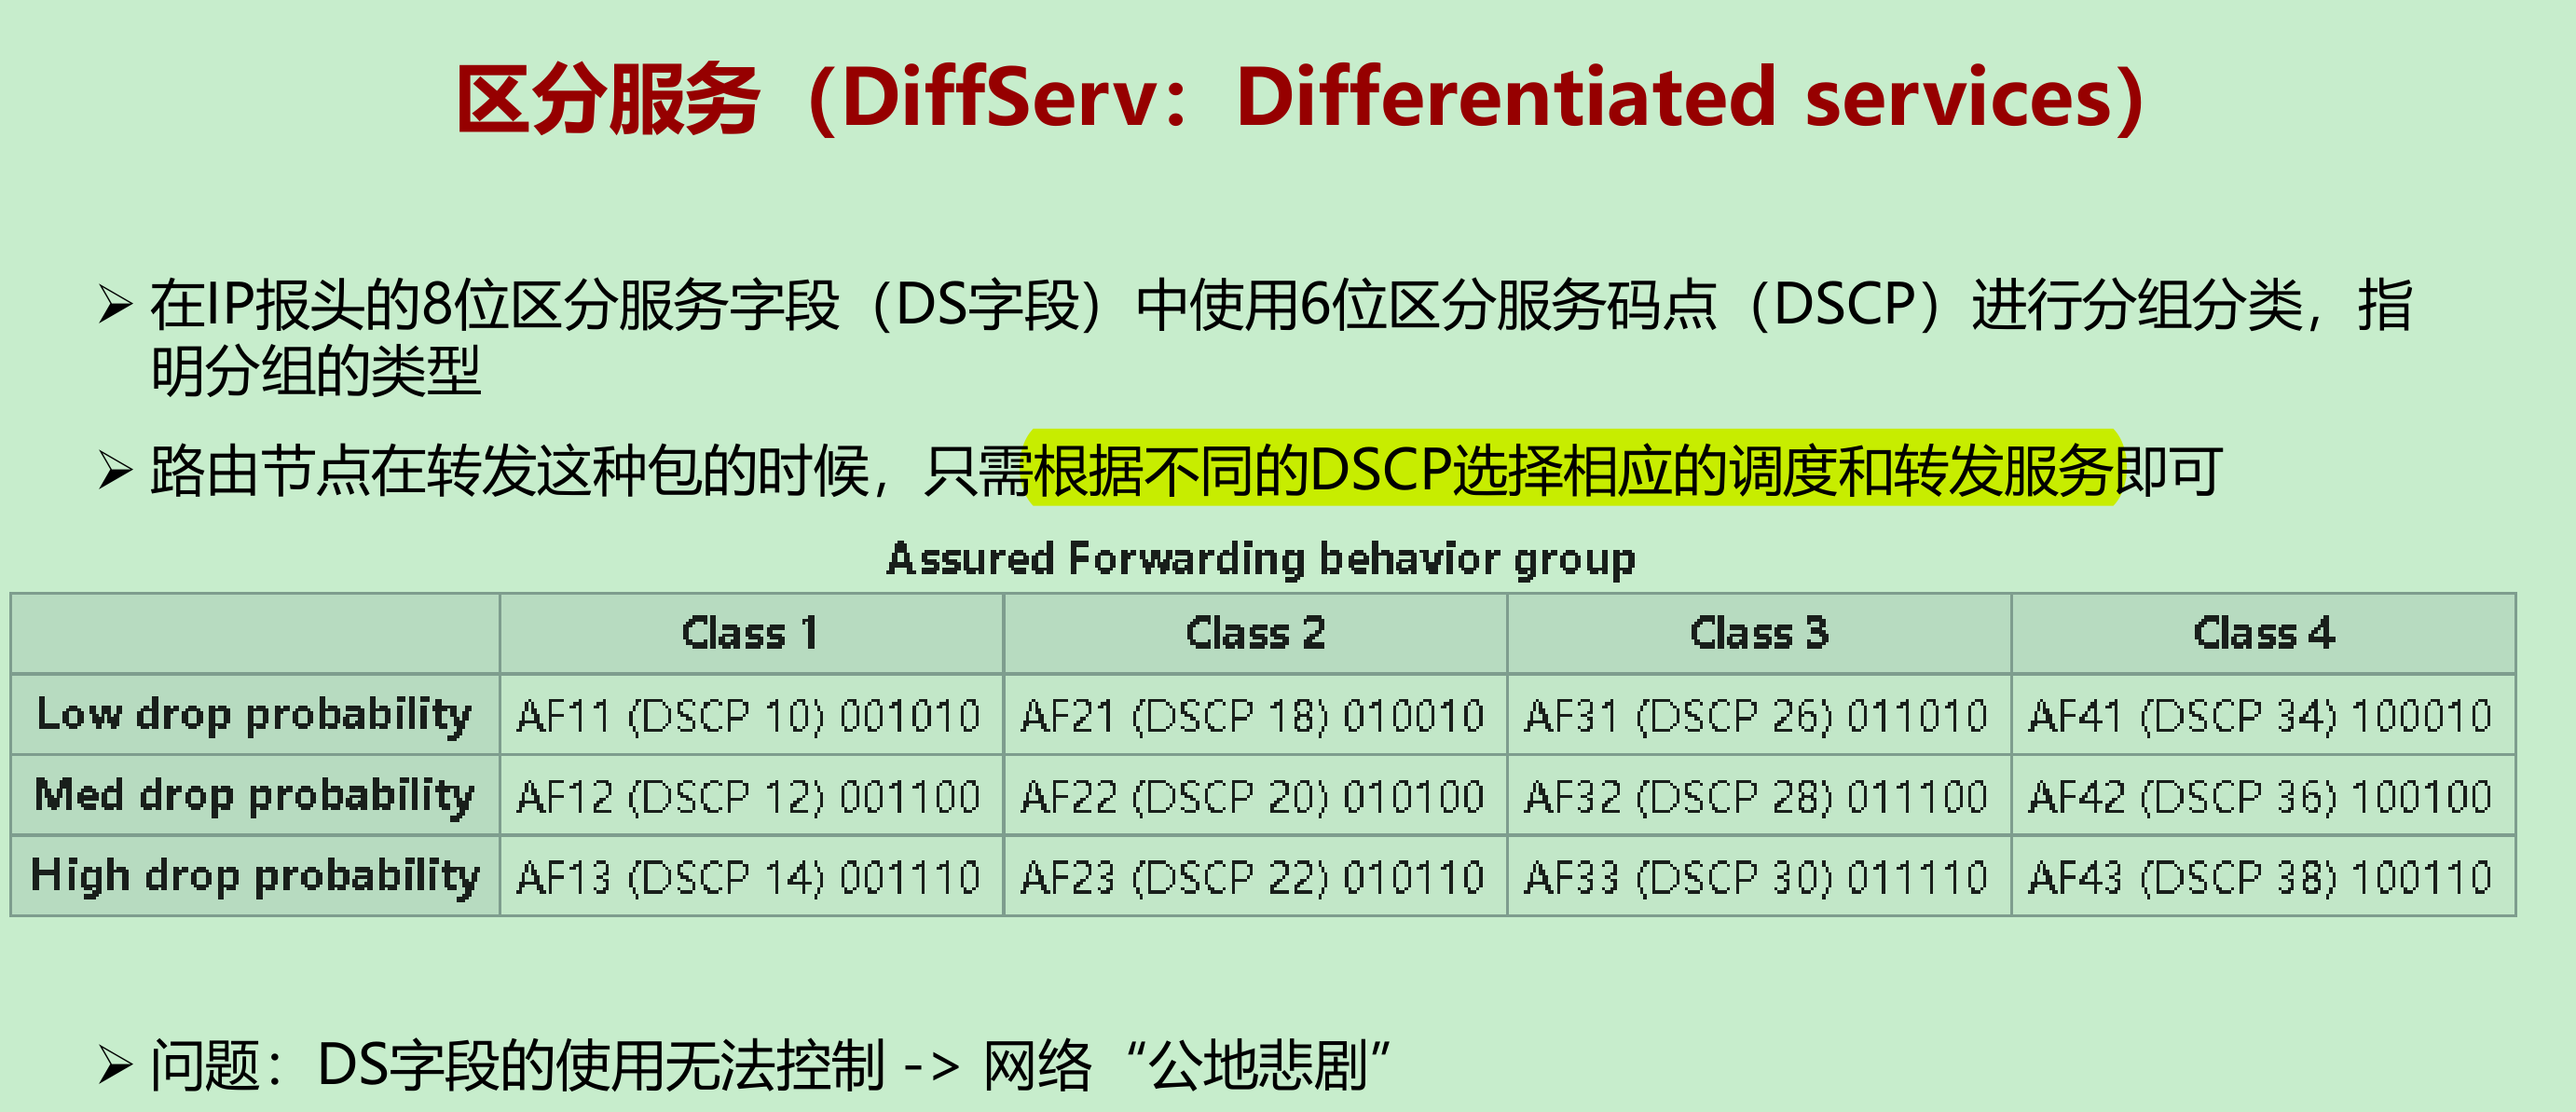 区分服务（DiffServ：Differentiated services）
在IP报头的8位区分服务字段（DS字段）中使用6位区分服务码点（DSCP）进行分组分类，指
明分组的类型
路由节点在转发这种包的时候，只需根据不同的DSCP选择相应的调度和转发服务即可
Assured Forwarding behavior group
Class 1 Class 2 Class 3 Class 4
Low drop probability AF11 (DSCP 10) 001010 AF21 (DSCP 18) 010010 AF31 (DSCP 26) 011010 AF41 (DSCP 34) 100010
Med drop probability AF12 (DSCP 12) 001100 AF22 (DSCP 20) 010100 AF32 (DSCP 28) 011100 AF42 (DSCP 36) 100100
High drop probability AF13 (DSCP 14) 001110 AF23 (DSCP 22) 010110 AF33 (DSCP 30) 011110 AF43 (DSCP 38) 100110
问题：DS字段的使用无法控制 -> 网络“公地悲剧”